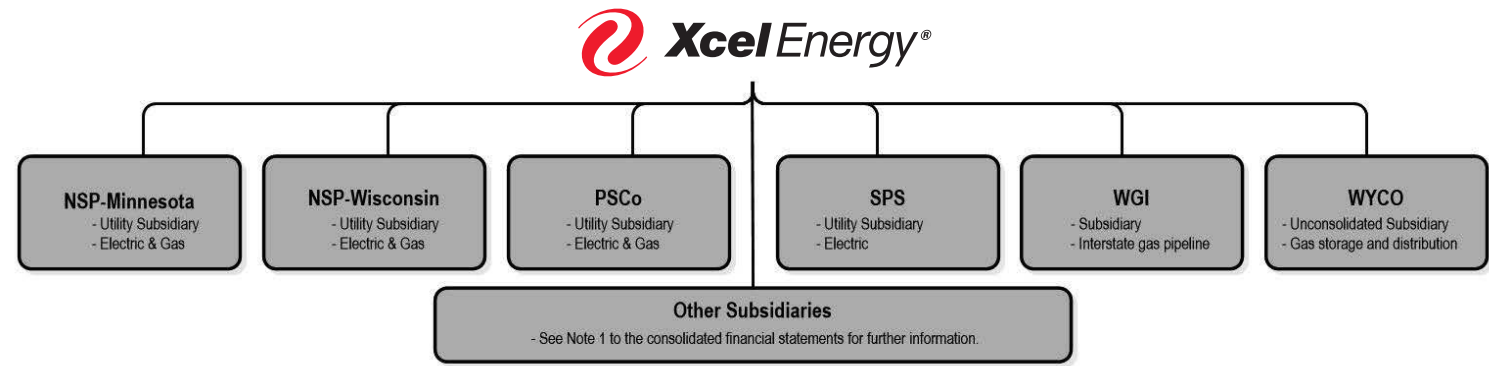 Xcel Energy®
NSP-Minnesota
- Utility Subsidiary
- Electric & Gas
NSP-Wisconsin
- Utility Subsidiary
- Electric & Gas
PSCo
- Utility Subsidiary
- Electric & Gas
SPS
- Utility Subsidiary
- Electric
WGI
- Subsidiary
- Interstate gas pipeline
WYCO
- Unconsolidated Subsidiary
- Gas storage and distribution
Other Subsidiaries
- See Note 1 to the consolidated financial statements for further information.